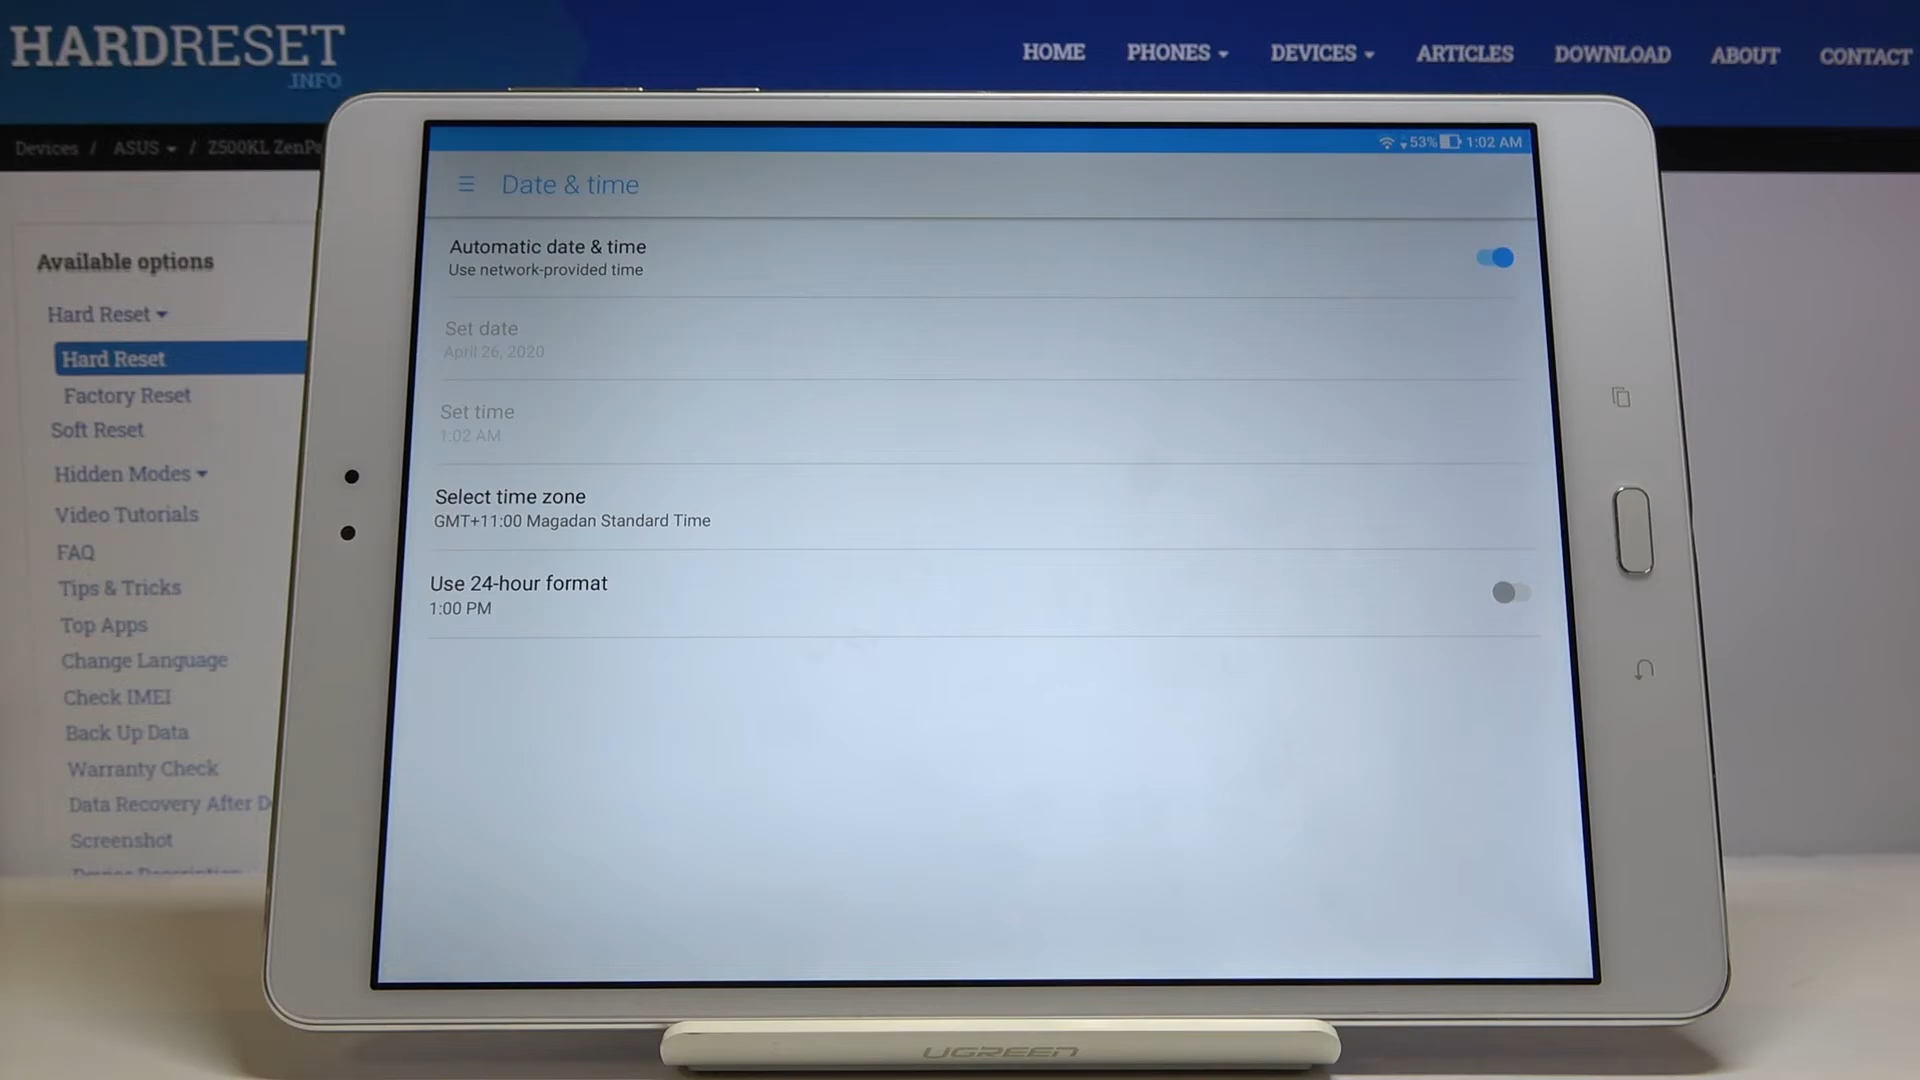 HARDRESET
.INFO
HOME PHONES DEVICES ARTICLES DOWNLOAD ABOUT CONTACT
Devices / ASUS / Z500KL ZenPa
Available options
Hard Reset
Hard Reset
Factory Reset
Soft Reset
Hidden Modes
Video Tutorials
FAQ
Tips & Tricks
Top Apps
Change Language
Check IMEI
Back Up Data
Warranty Check
Data Recovery After D
Screenshot
53% 1:02 AM
Date & time
Automatic date & time
Use network-provided time
Set date
April 26, 2020
Set time
1:02 AM
Select time zone
GMT+11:00 Magadan Standard Time
Use 24-hour format
1:00 PM
UGREEN